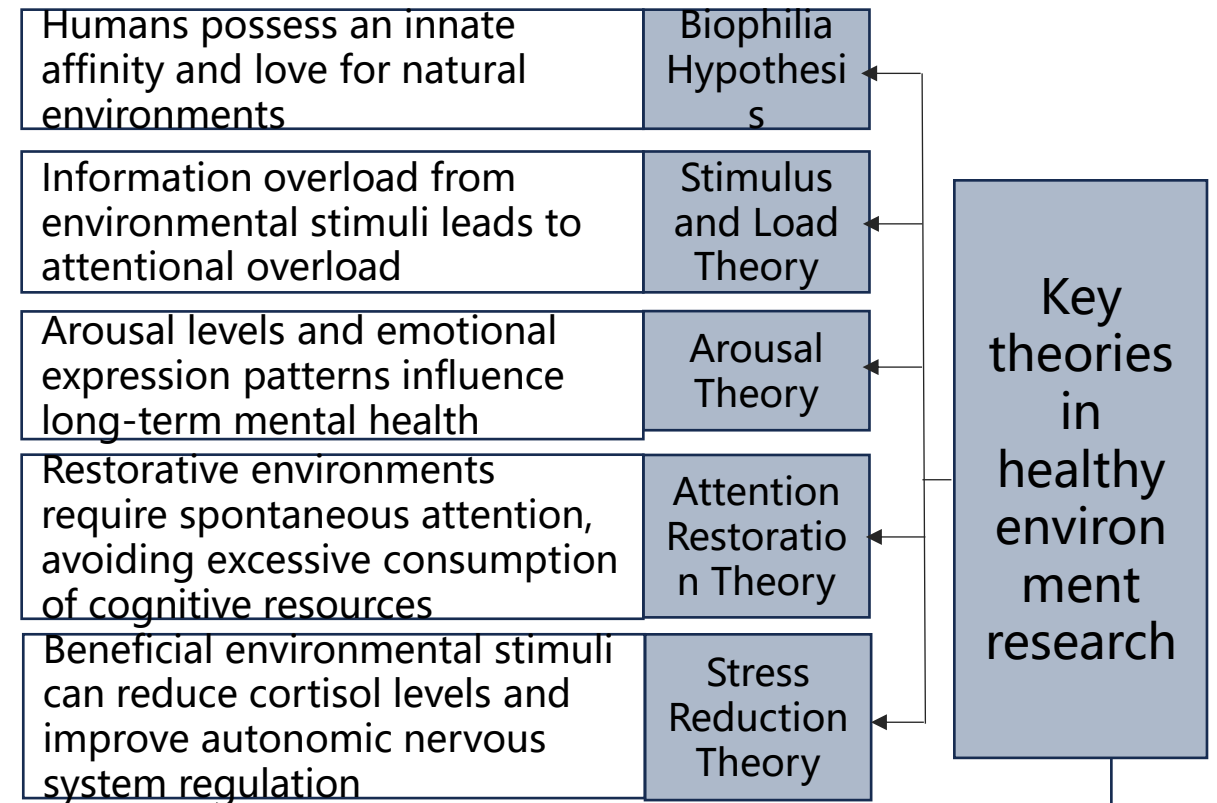 Humans possess an innate
affinity and love for natural
environments
Biophilia
Hypothesi
s
Information overload from
environmental stimuli leads to
attentional overload
Stimulus
and Load
Theory
Arousal levels and emotional
expression patterns influence
long-term mental health
Arousal
Theory
Restorative environments
require spontaneous attention,
avoiding excessive consumption
of cognitive resources
Attention
Restoratio
n Theory
Beneficial environmental stimuli
can reduce cortisol levels and
improve autonomic nervous
system regulation
Stress
Reduction
Theory
Key
theories
in
healthy
environ
ment
research